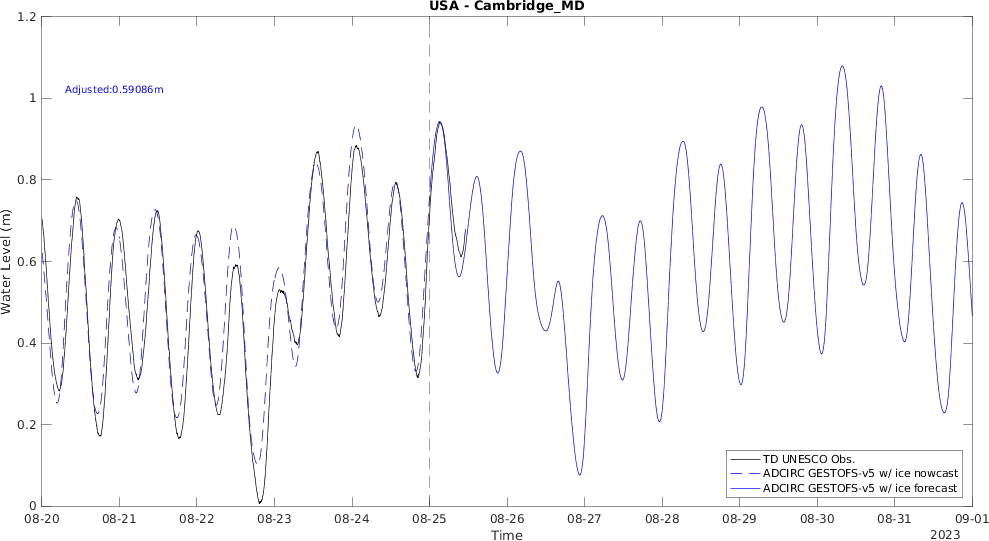 USA - Cambridge_MD
1.2
1
0.8
0.6
0.4
0.2
0
Water Level (m)
Adjusted:0.59086m
TD UNESCO Obs.
ADCIRC GESTOFS-v5 w/ ice nowcast
ADCIRC GESTOFS-v5 w/ ice forecast
08-20 08-21 08-22 08-23 08-24 08-25 08-26 08-27 08-28 08-29 08-30 08-31 09-01
Time
2023